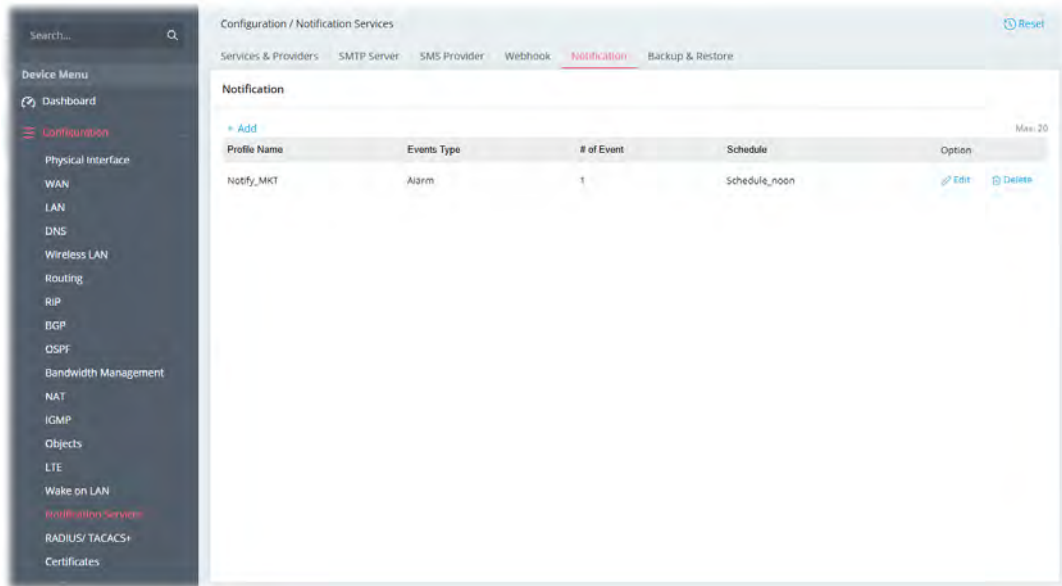 Search...
Device Menu
Dashboard
Configuration
Physical Interface
WAN
LAN
DNS
Wireless LAN
Routing
RIP
BGP
OSPF
Bandwidth Management
NAT
IGMP
Objects
LTE
Wake on LAN
Notification Services
RADIUS/ TACACS+
Certificates
Configuration / Notification Services
Reset
Services & Providers SMTP Server SMS Provider Webhook Notification Backup & Restore
Notification
+ Add
Max: 20
Profile Name Events Type # of Event Schedule Option
Notify_MKT Alarm 1 Schedule_noon Edit Delete